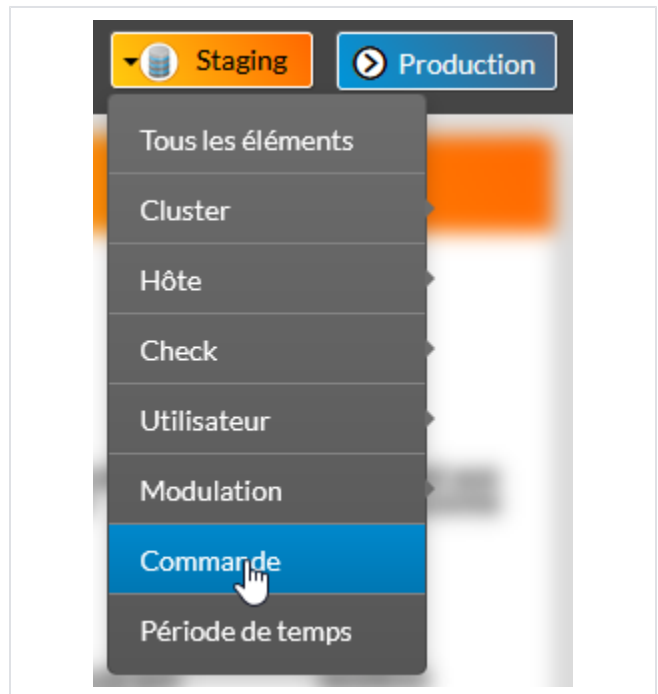 Staging
Production
Tous les éléments
Cluster
Hôte
Check
Utilisateur
Modulation
Commande
Période de temps